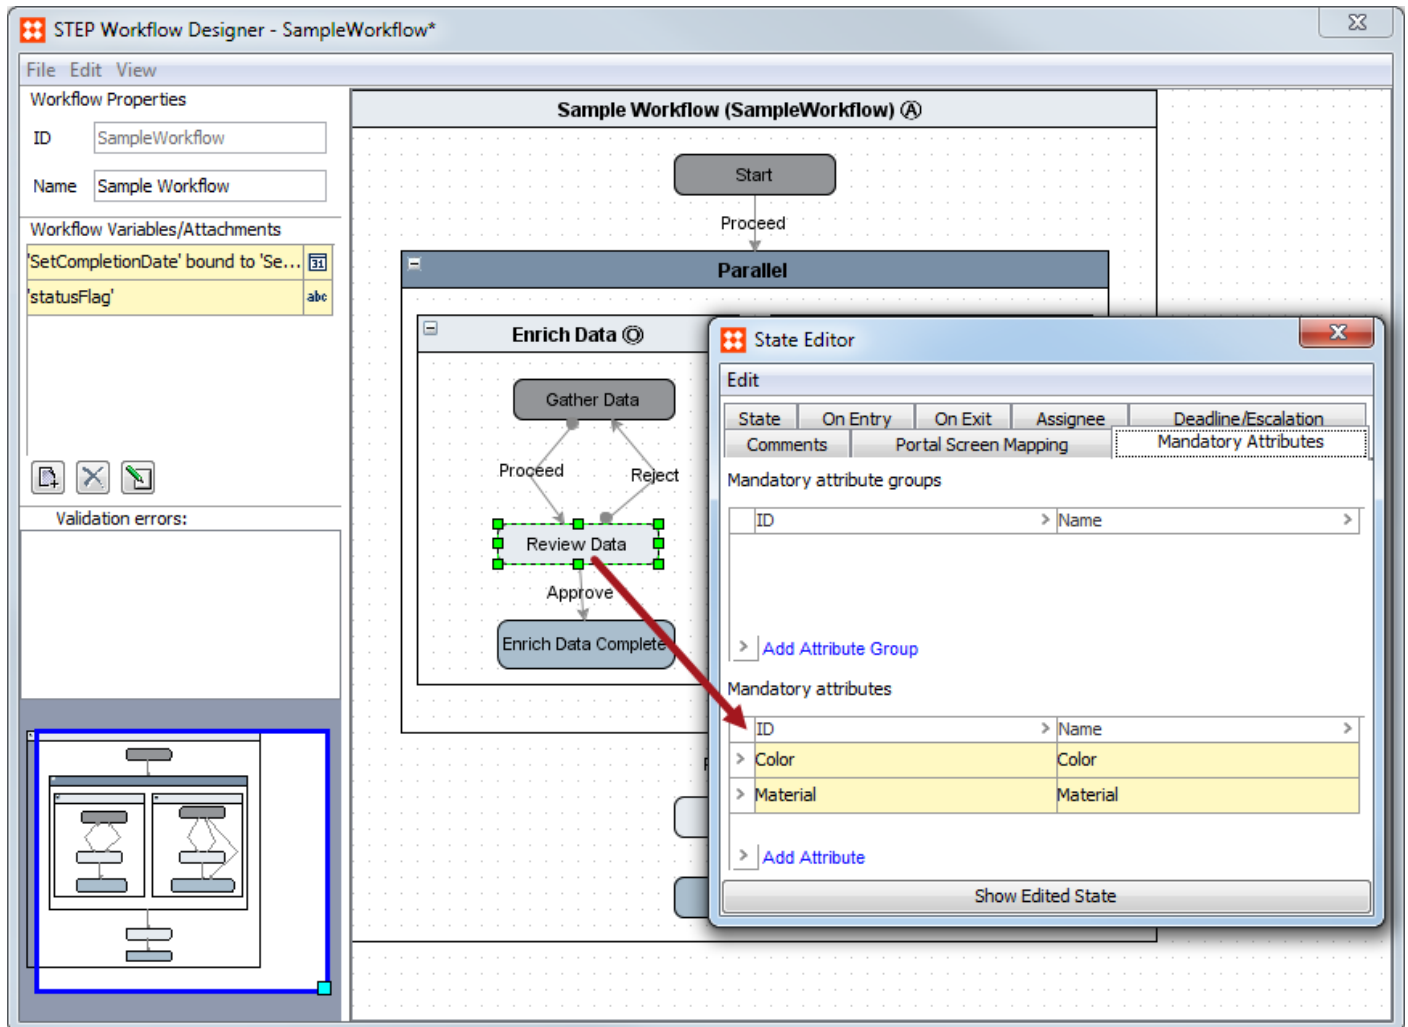 STEP Workflow Designer - SampleWorkflow*
File Edit View
Workflow Properties
ID SampleWorkflow
Name Sample Workflow
Workflow Variables/Attachments
'SetCompletionDate' bound to 'Se... 31
'statusFlag' abc
Validation errors:
Sample Workflow (SampleWorkflow) Ⓐ
Start
Proceed
Parallel
Enrich Data Ⓞ
Gather Data
Proceed
Reject
Review Data
Approve
Enrich Data Complete
State Editor
Edit
State On Entry On Exit Assignee Deadline/Escalation
Comments Portal Screen Mapping Mandatory Attributes
Mandatory attribute groups
ID > Name >
> Add Attribute Group
Mandatory attributes
ID > Name >
> Color Color
> Material Material
> Add Attribute
Show Edited State